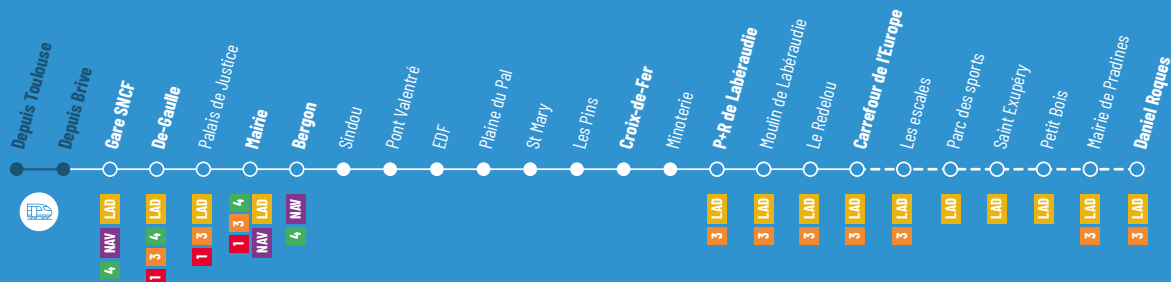 Depuis Toulouse
Depuis Brive
Gare SNCF
De-Gaulle
Palais de Justice
Mairie
Bergon
Sindou
Pont Valentré
EDF
Plaine du Pal
St Mary
Les Pins
Croix-de-Fer
Minoterie
P+R de Labéraudie
Moulin de Labéraudie
Le Redelou
Carrefour de l'Europe
Les escales
Parc des sports
Saint Exupéry
Petit Bois
Mairie de Pradines
Daniel Roques
4 NAV LAD
1 3 4 LAD
1 3 LAD
1 3 4
NAV LAD
4 NAV
3 LAD
3 LAD
3 LAD
3 LAD
3 LAD
LAD
LAD
LAD
3 LAD
3 LAD